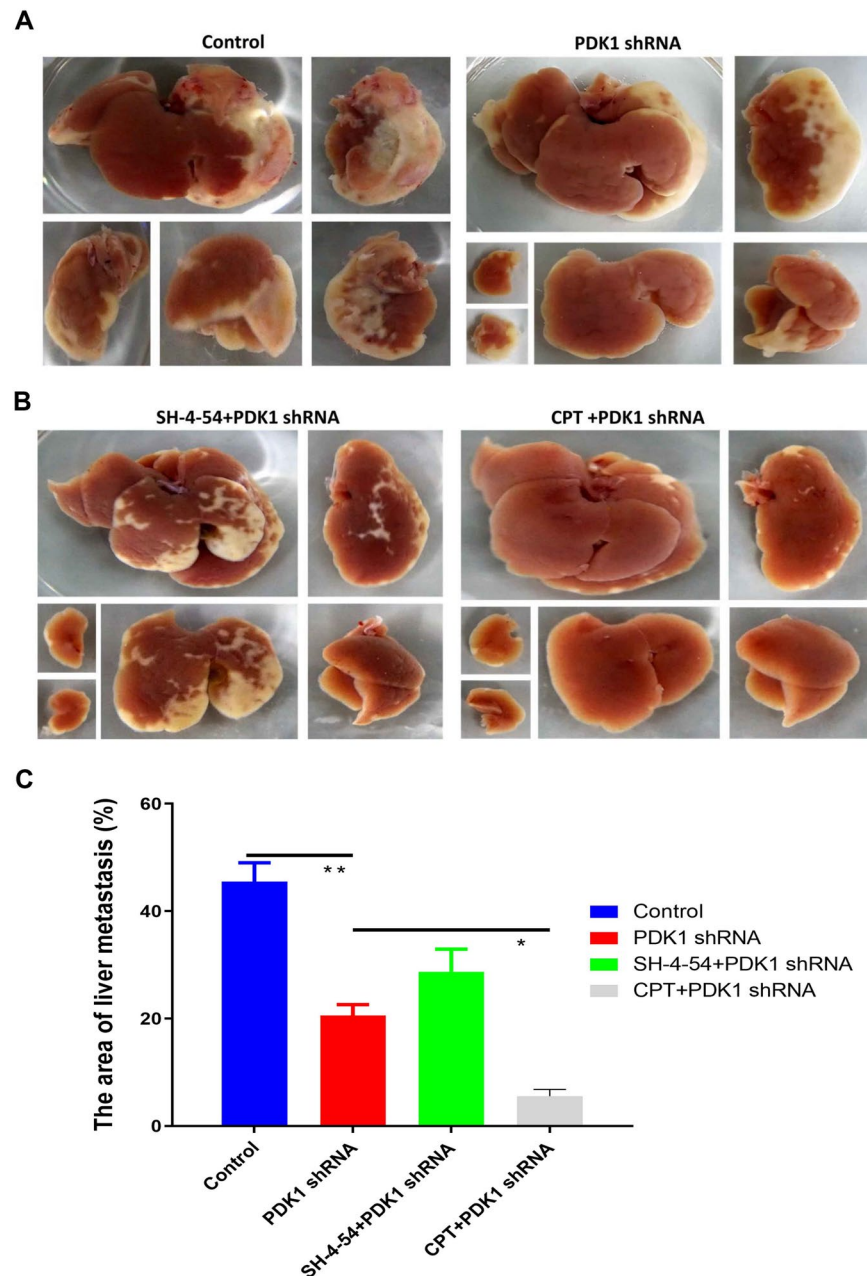 A
Control
PDK1 shRNA
B
SH-4-54+PDK1 shRNA
CPT +PDK1 shRNA
C
The area of liver metastasis (%)
60
40
20
0
**
*
Control
PDK1 shRNA
SH-4-54+PDK1 shRNA
CPT+PDK1 shRNA
Control
PDK1 shRNA
SH-4-54+PDK1 shRNA
CPT+PDK1 shRNA